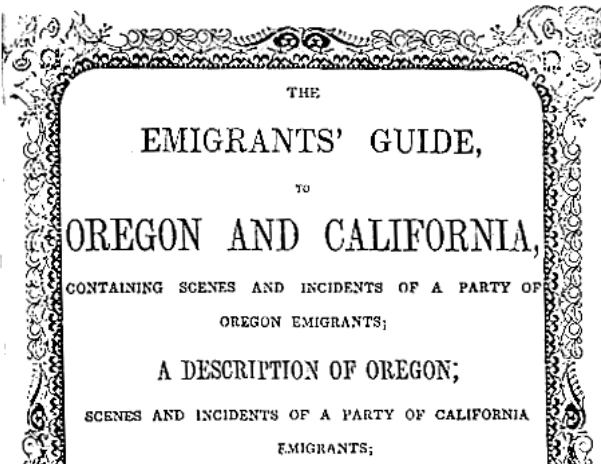 THE
EMIGRANTS' GUIDE,
TO
OREGON AND CALIFORNIA,
CONTAINING SCENES AND INCIDENTS OF A PARTY OF
OREGON EMIGRANTS;
A DESCRIPTION OF OREGON;
SCENES AND INCIDENTS OF A PARTY OF CALIFORNIA
EMIGRANTS;